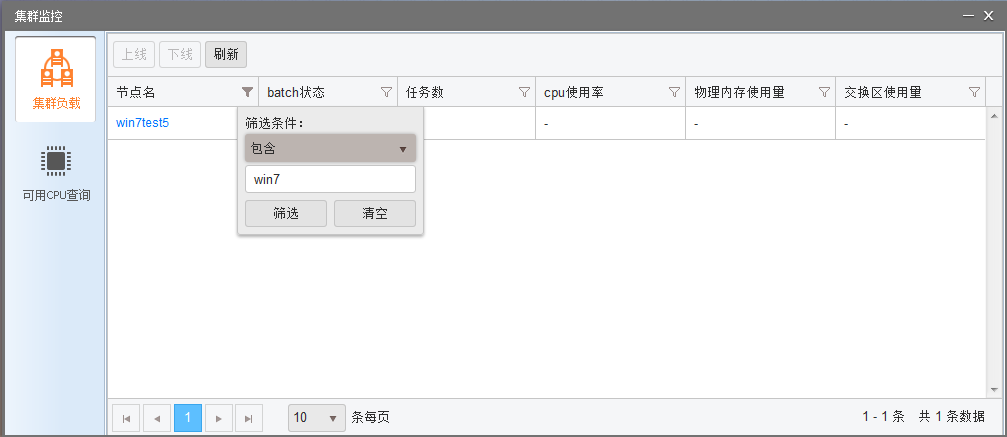 集群监控
集群负载
可用CPU查询
上线 下线 刷新
节点名 batch状态 任务数 cpu使用率 物理内存使用量 交换区使用量
win7test5 - - -
筛选条件：
包含
win7
筛选 清空
1 10 条每页 1 - 1 条 共 1 条数据